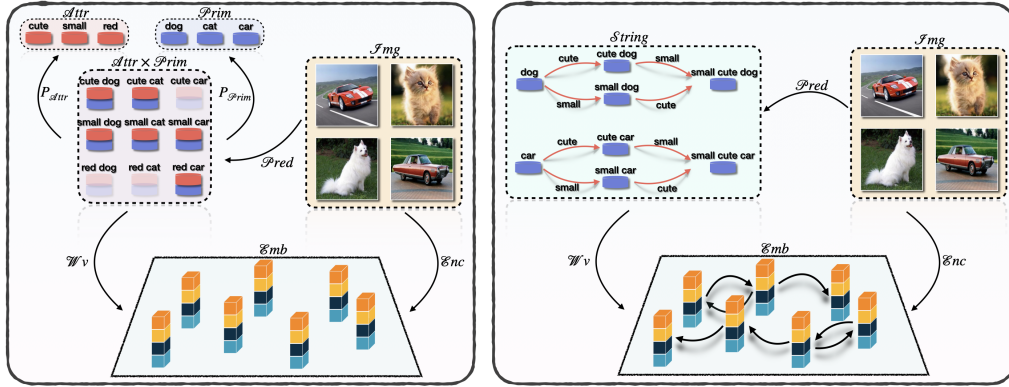 Attr
Prim
cute small red
dog cat car
Attr × Prim
Img
cute dog cute cat cute car
P_Attr
P_Prim
small dog small cat small car
Pred
red dog red cat red car
Wv
Enc
Emb
String
Img
cute dog
cute
small
dog
small cute dog
small dog
small
cute
Pred
cute car
cute
small
car
small cute car
small car
small
cute
Wv
Enc
Emb